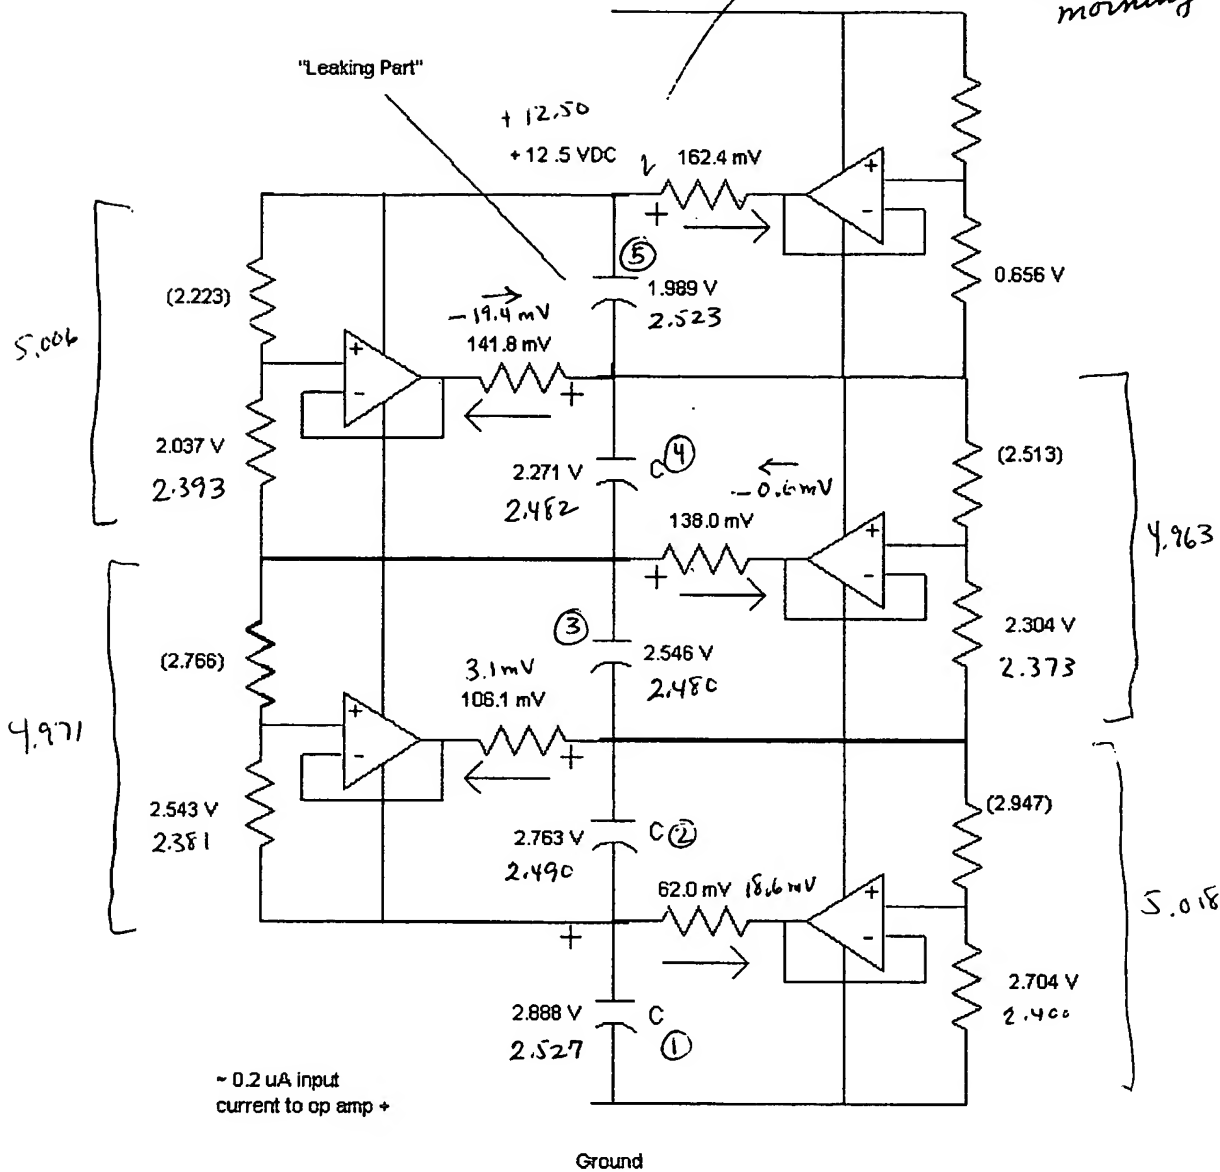 morning
"Leaking Part"
+ 12.50
+ 12.5 VDC
162.4 mV
+
+
-
5
(2.223)
1.989 V
0.656 V
2.523
- 19.4 mV
5.006
141.8 mV
+
-
+
2.037 V
2.393
2.271 V
C 4
2.482
(2.513)
- 0.6 mV
138.0 mV
+
+
-
4.963
3
2.304 V
2.373
(2.766)
2.546 V
2.480
3.1 mV
106.1 mV
4.971
+
-
+
2.543 V
2.381
2.763 V
C 2
2.490
(2.947)
62.0 mV 18.6 mV
+
+
-
5.018
2.704 V
2.400
2.888 V
C
2.527
1
~ 0.2 uA input
current to op amp +
Ground